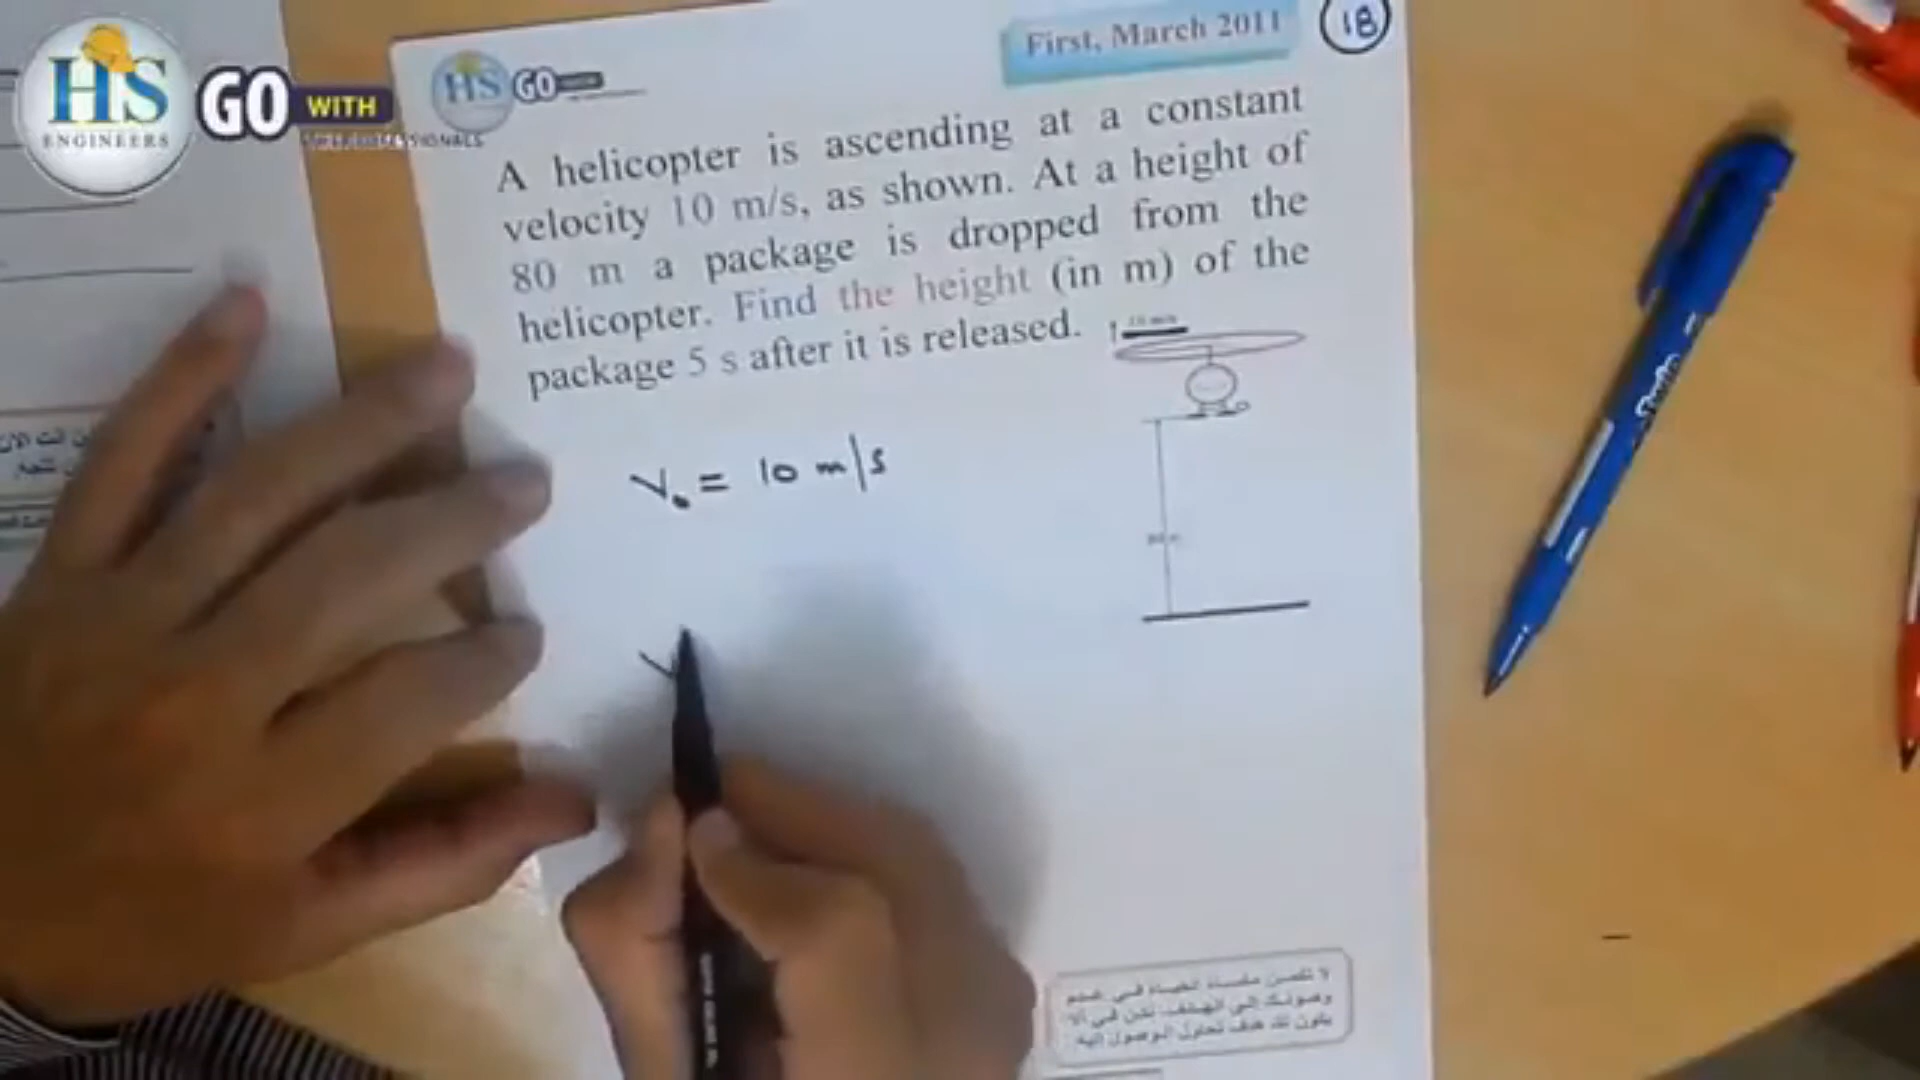 HS
ENGINEERS
GO WITH
HS GO
First, March 2011
18
A helicopter is ascending at a constant
velocity 10 m/s, as shown. At a height of
80 m a package is dropped from the
helicopter. Find the height (in m) of the
package 5 s after it is released.
V₀ = 10 m/s